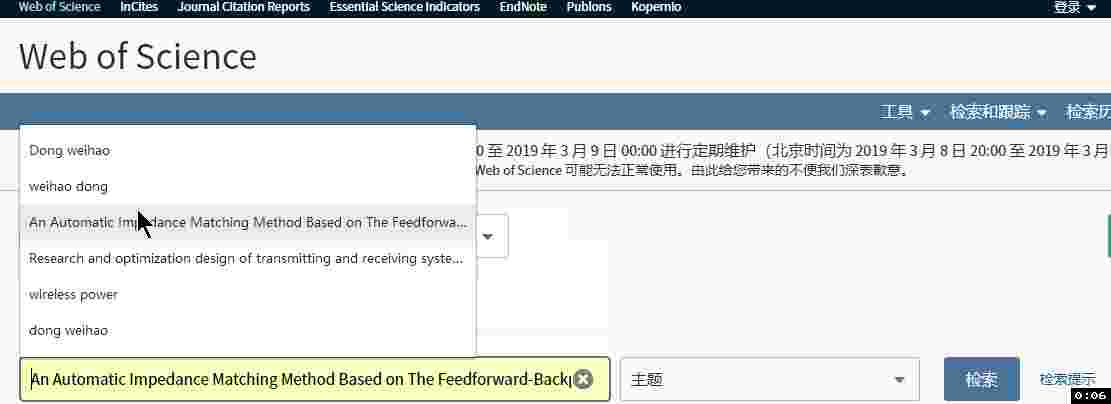 Web of Science InCites Journal Citation Reports Essential Science Indicators EndNote Publons Kopernio 登录
Web of Science
工具 检索和跟踪 检索历
Dong weihao
0 至 2019 年 3 月 9 日 00:00 进行定期维护（北京时间为 2019 年 3 月 8 日 20:00 至 2019 年 3 月
Web of Science 可能无法正常使用。由此给您带来的不便我们深表歉意。
weihao dong
An Automatic Impedance Matching Method Based on The Feedforwa...
Research and optimization design of transmitting and receiving syste...
wireless power
dong weihao
An Automatic Impedance Matching Method Based on The Feedforward-Backp
主题
检索
检索提示
0:06